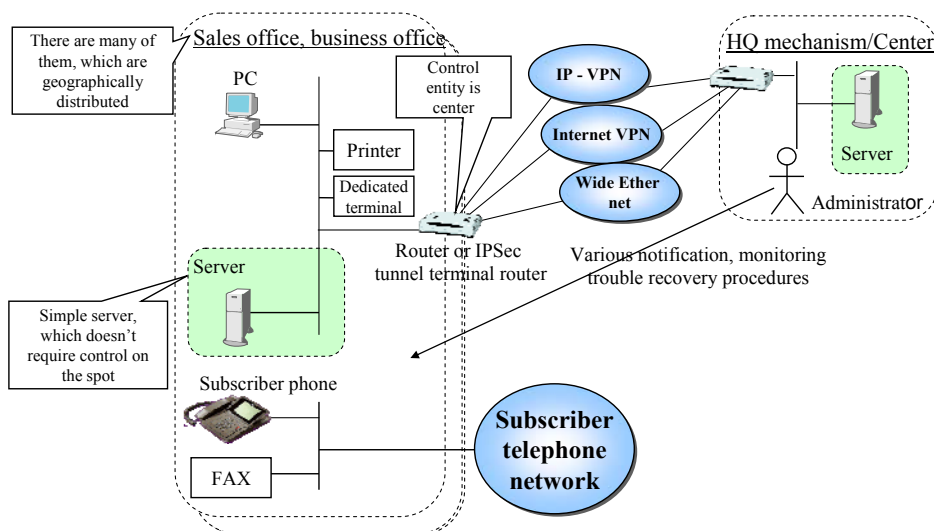 There are many of
them, which are
geographically
distributed
Sales office, business office
PC
Printer
Dedicated
terminal
Server
Simple server,
which doesn't
require control on
the spot
Subscriber phone
FAX
Control
entity is
center
Router or IPSec
tunnel terminal router
IP - VPN
Internet VPN
Wide Ether
net
HQ mechanism/Center
Server
Administrator
Various notification, monitoring
trouble recovery procedures
Subscriber
telephone
network